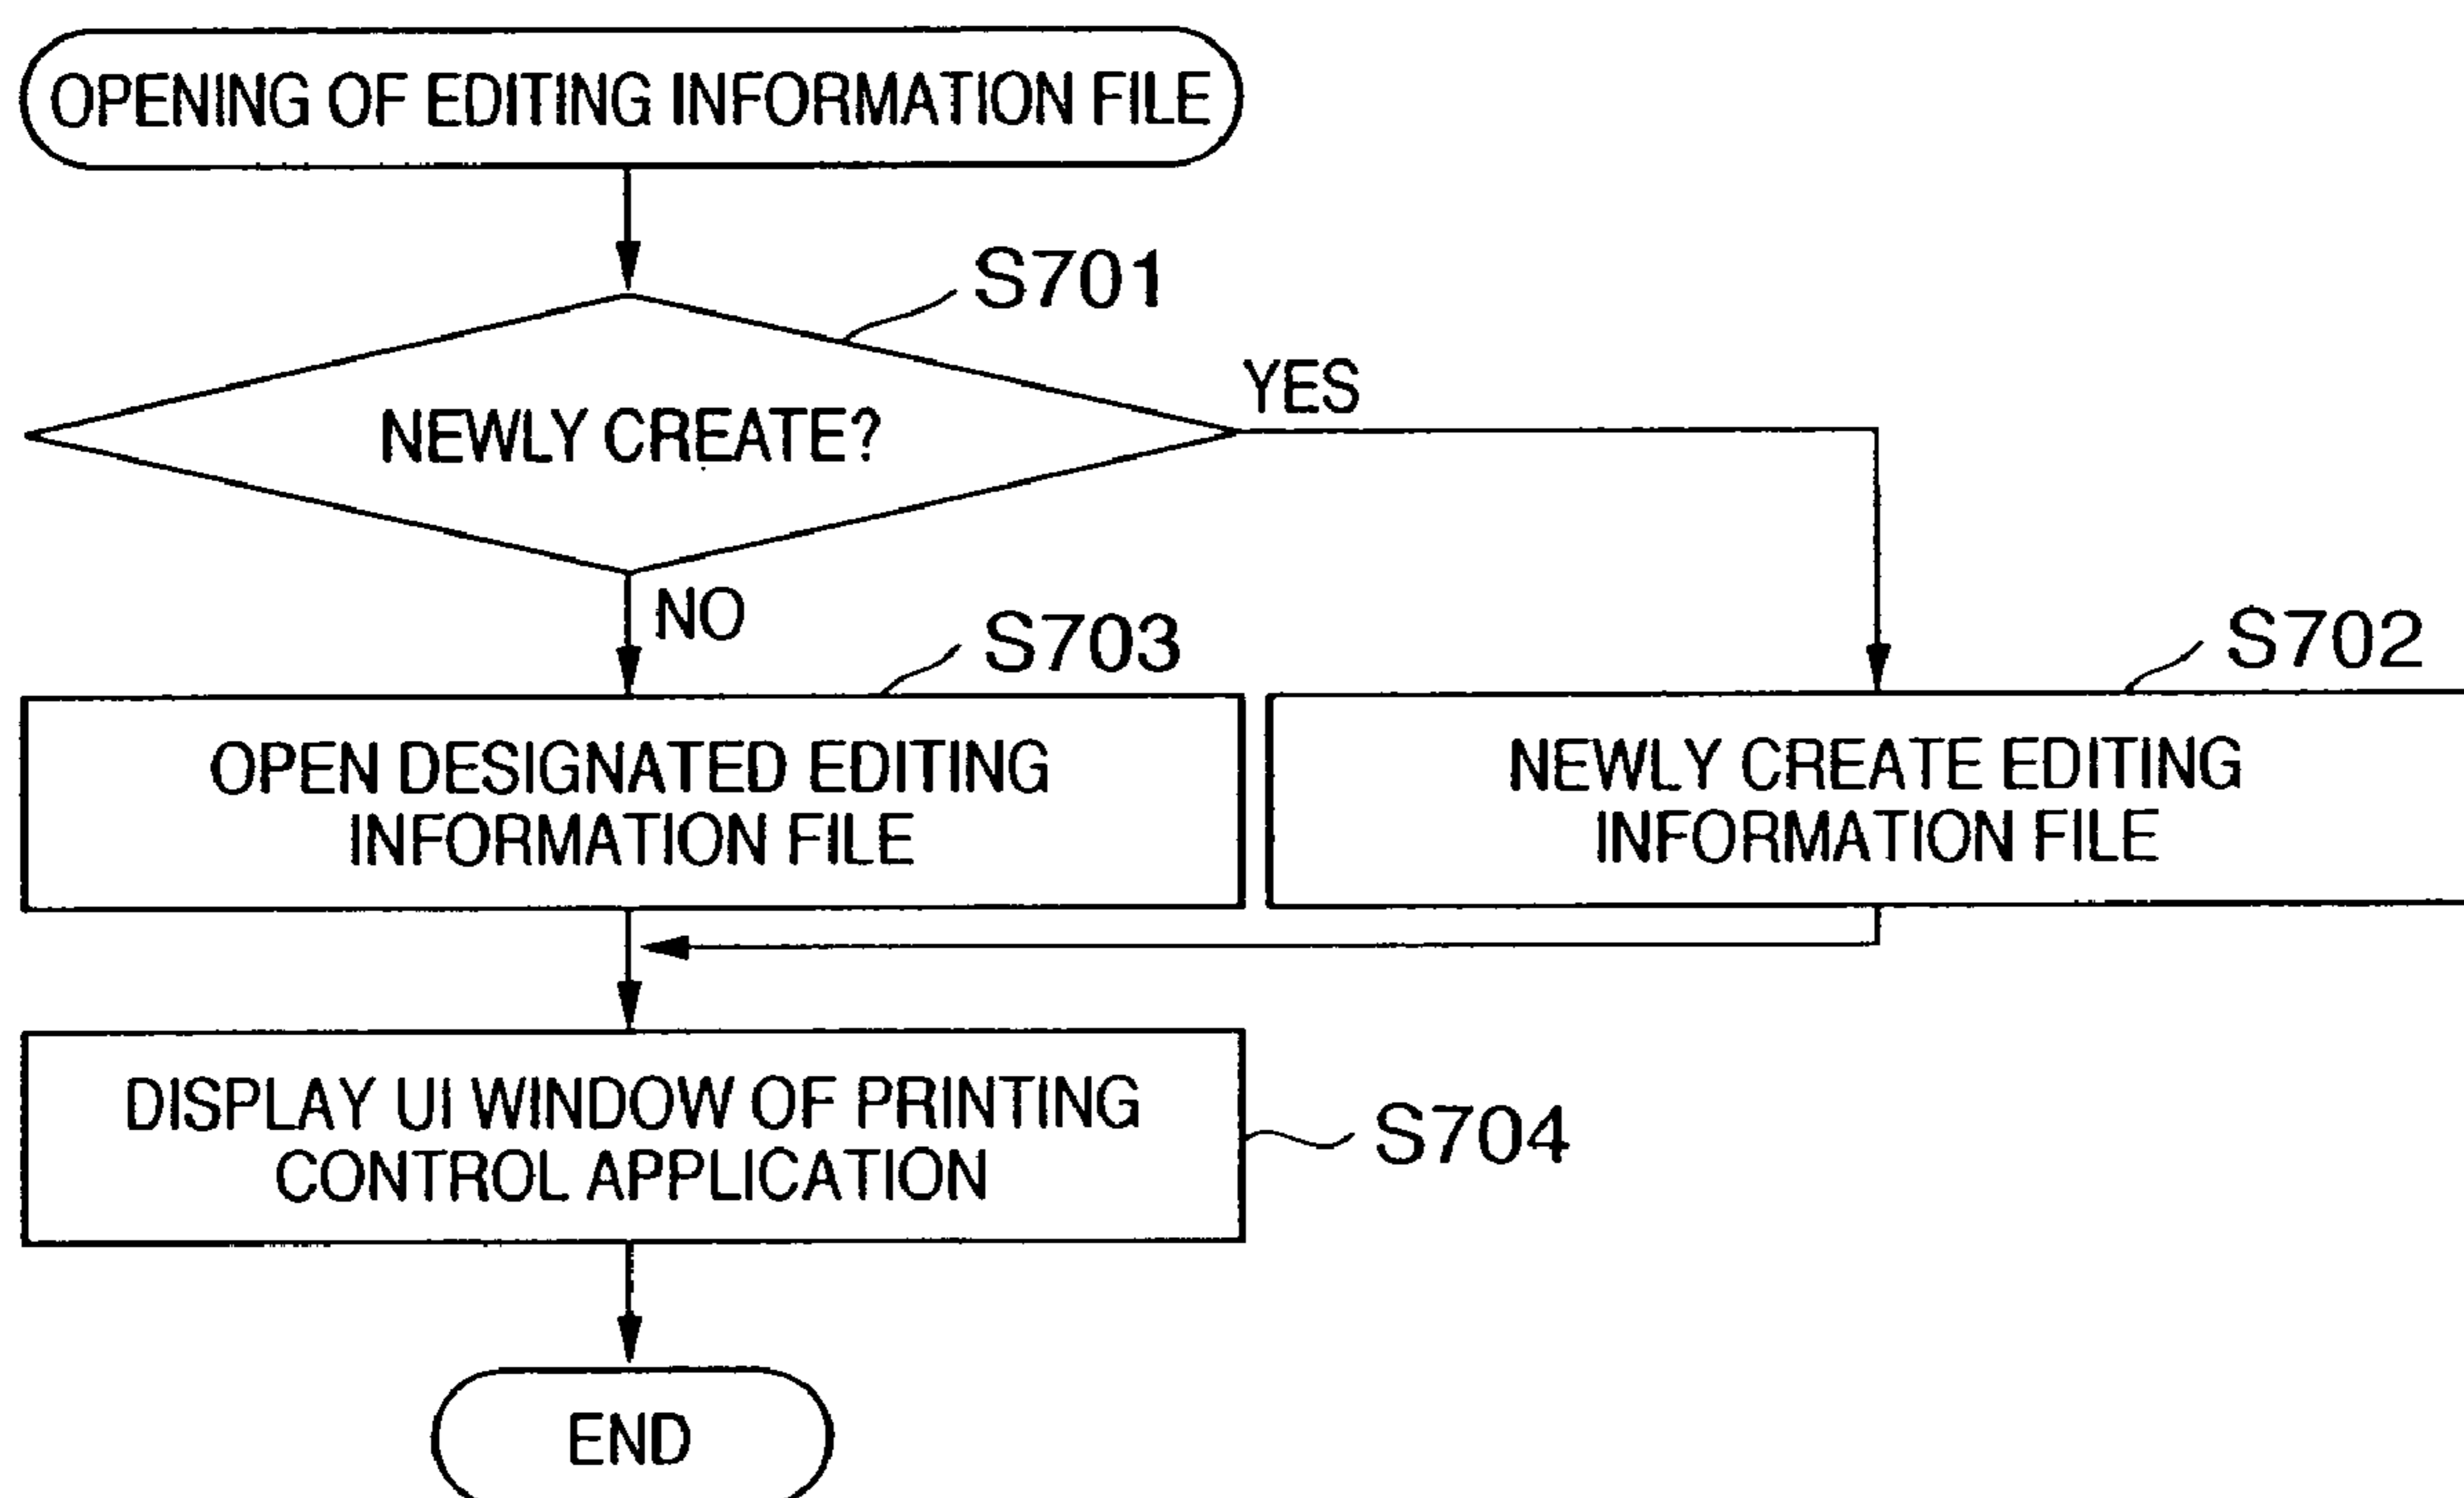 OPENING OF EDITING INFORMATION FILE
S701
NEWLY CREATE?
YES
NO
S703
S702
OPEN DESIGNATED EDITING
INFORMATION FILE
NEWLY CREATE EDITING
INFORMATION FILE
DISPLAY UI WINDOW OF PRINTING
CONTROL APPLICATION
S704
END